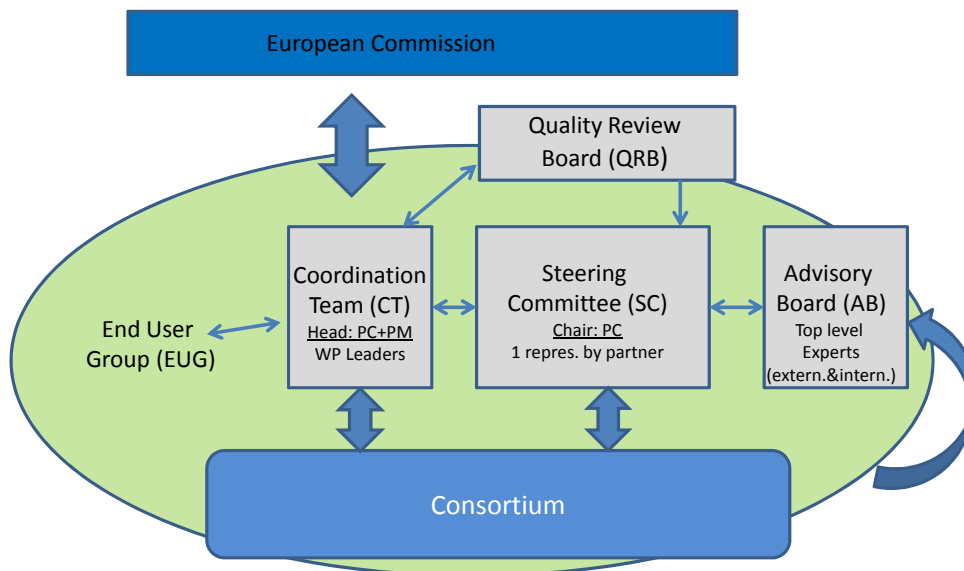 European Commission
Quality Review
Board (QRB)
Coordination
Team (CT)
Head: PC+PM
WP Leaders
Steering
Committee (SC)
Chair: PC
1 repres. by partner
Advisory
Board (AB)
Top level
Experts
(extern.&intern.)
End User
Group (EUG)
Consortium